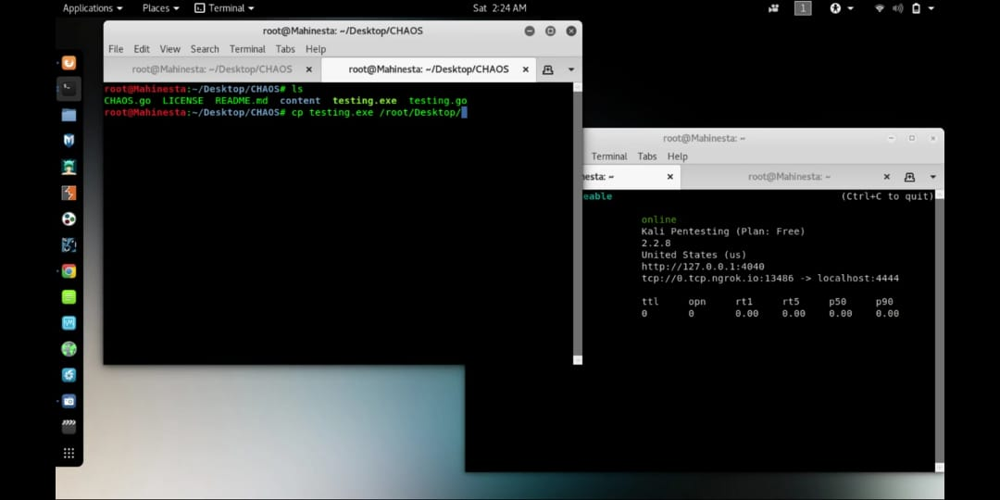 Applications Places Terminal Sat 2:24 AM 1
root@Mahinesta: ~/Desktop/CHAOS
File Edit View Search Terminal Tabs Help
root@Mahinesta: ~/Desktop/CHAOS root@Mahinesta: ~/Desktop/CHAOS
root@Mahinesta:~/Desktop/CHAOS# ls
CHAOS.go LICENSE README.md content testing.exe testing.go
root@Mahinesta:~/Desktop/CHAOS# cp testing.exe /root/Desktop/
root@Mahinesta: ~
Terminal Tabs Help
nesta: ~ root@Mahinesta: ~
eable (Ctrl+C to quit)
online
Kali Pentesting (Plan: Free)
2.2.8
United States (us)
http://127.0.0.1:4040
tcp://0.tcp.ngrok.io:13486 -> localhost:4444
ttl opn rt1 rt5 p50 p90
0 0 0.00 0.00 0.00 0.00